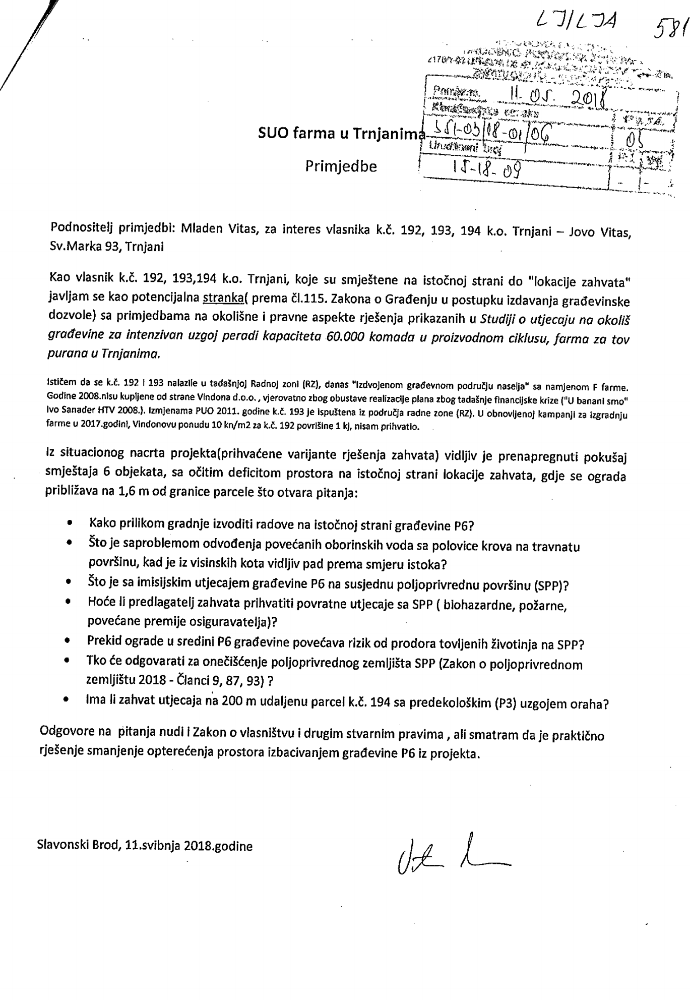 LJ/LJA 581
11. 05. 2018
351-03/18-01/06
05
Urudžbeni broj
15-18-09
- -
SUO farma u Trnjanima
Primjedbe
Podnositelj primjedbi: Mladen Vitas, za interes vlasnika k.č. 192, 193, 194 k.o. Trnjani – Jovo Vitas,
Sv.Marka 93, Trnjani
Kao vlasnik k.č. 192, 193,194 k.o. Trnjani, koje su smještene na istočnoj strani do "lokacije zahvata"
javljam se kao potencijalna stranka( prema čl.115. Zakona o Građenju u postupku izdavanja građevinske
dozvole) sa primjedbama na okolišne i pravne aspekte rješenja prikazanih u Studiji o utjecaju na okoliš
građevine za intenzivan uzgoj peradi kapaciteta 60.000 komada u proizvodnom ciklusu, farma za tov
purana u Trnjanima.
Ističem da se k.č. 192 i 193 nalazile u tadašnjoj Radnoj zoni (RZ), danas "Izdvojenom građevnom području naselja" sa namjenom F farme.
Godine 2008.nisu kupljene od strane Vindona d.o.o. , vjerovatno zbog obustave realizacije plana zbog tadašnje financijske krize ("U banani smo"
Ivo Sanader HTV 2008.). Izmjenama PUO 2011. godine k.č. 193 je ispuštena iz područja radne zone (RZ). U obnovljenoj kampanji za izgradnju
farme u 2017.godini, Vindonovu ponudu 10 kn/m2 za k.č. 192 površine 1 kj, nisam prihvatio.
Iz situacionog nacrta projekta(prihvaćene varijante rješenja zahvata) vidljiv je prenapregnuti pokušaj
smještaja 6 objekata, sa očitim deficitom prostora na istočnoj strani lokacije zahvata, gdje se ograda
približava na 1,6 m od granice parcele što otvara pitanja:
• Kako prilikom gradnje izvoditi radove na istočnoj strani građevine P6?
• Što je saproblemom odvođenja povećanih oborinskih voda sa polovice krova na travnatu
površinu, kad je iz visinskih kota vidljiv pad prema smjeru istoka?
• Što je sa imisijskim utjecajem građevine P6 na susjednu poljoprivrednu površinu (SPP)?
• Hoće li predlagatelj zahvata prihvatiti povratne utjecaje sa SPP ( biohazardne, požarne,
povećane premije osiguravatelja)?
• Prekid ograde u sredini P6 građevine povećava rizik od prodora tovljenih životinja na SPP?
• Tko će odgovarati za onečišćenje poljoprivrednog zemljišta SPP (Zakon o poljoprivrednom
zemljištu 2018 - Članci 9, 87, 93) ?
• Ima li zahvat utjecaja na 200 m udaljenu parcel k.č. 194 sa predekološkim (P3) uzgojem oraha?
Odgovore na pitanja nudi i Zakon o vlasništvu i drugim stvarnim pravima , ali smatram da je praktično
rješenje smanjenje opterećenja prostora izbacivanjem građevine P6 iz projekta.
Slavonski Brod, 11.svibnja 2018.godine